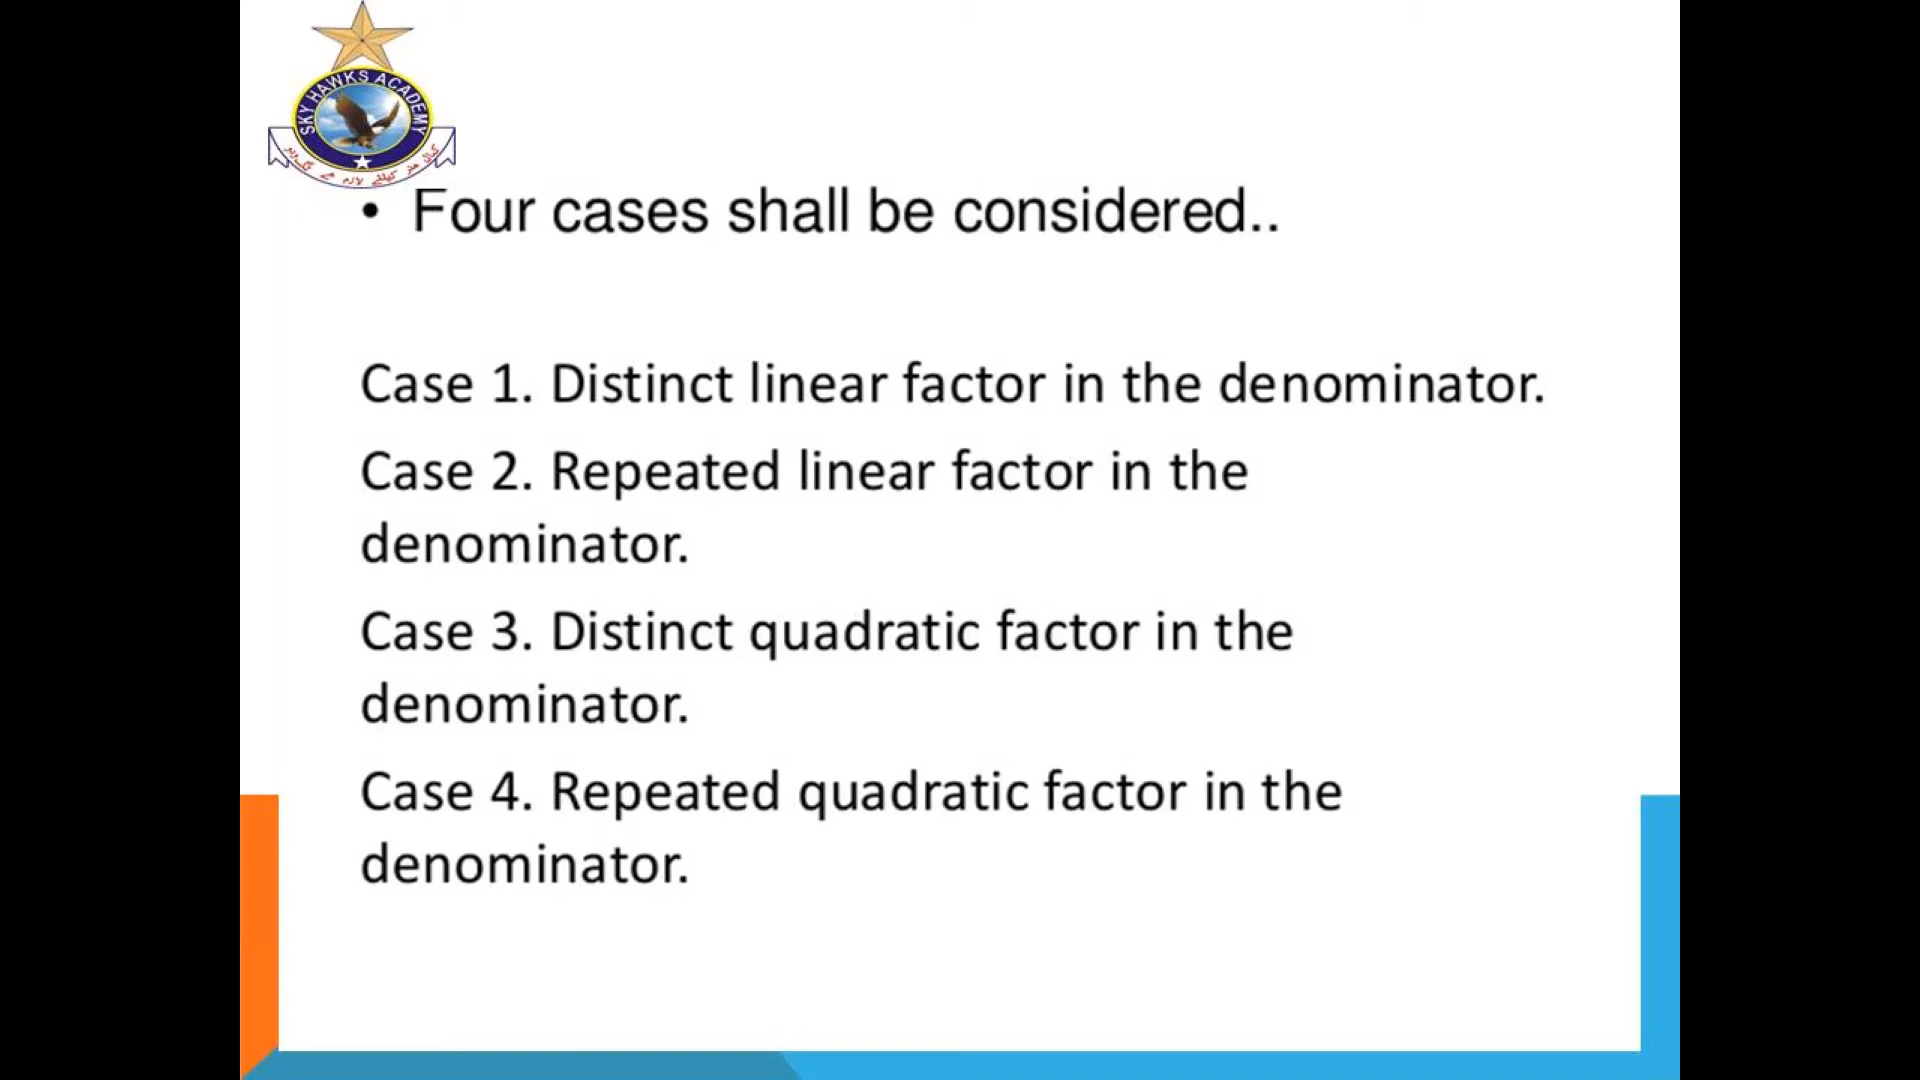 SKY HAWKS ACADEMY
• Four cases shall be considered..
Case 1. Distinct linear factor in the denominator.
Case 2. Repeated linear factor in the
denominator.
Case 3. Distinct quadratic factor in the
denominator.
Case 4. Repeated quadratic factor in the
denominator.